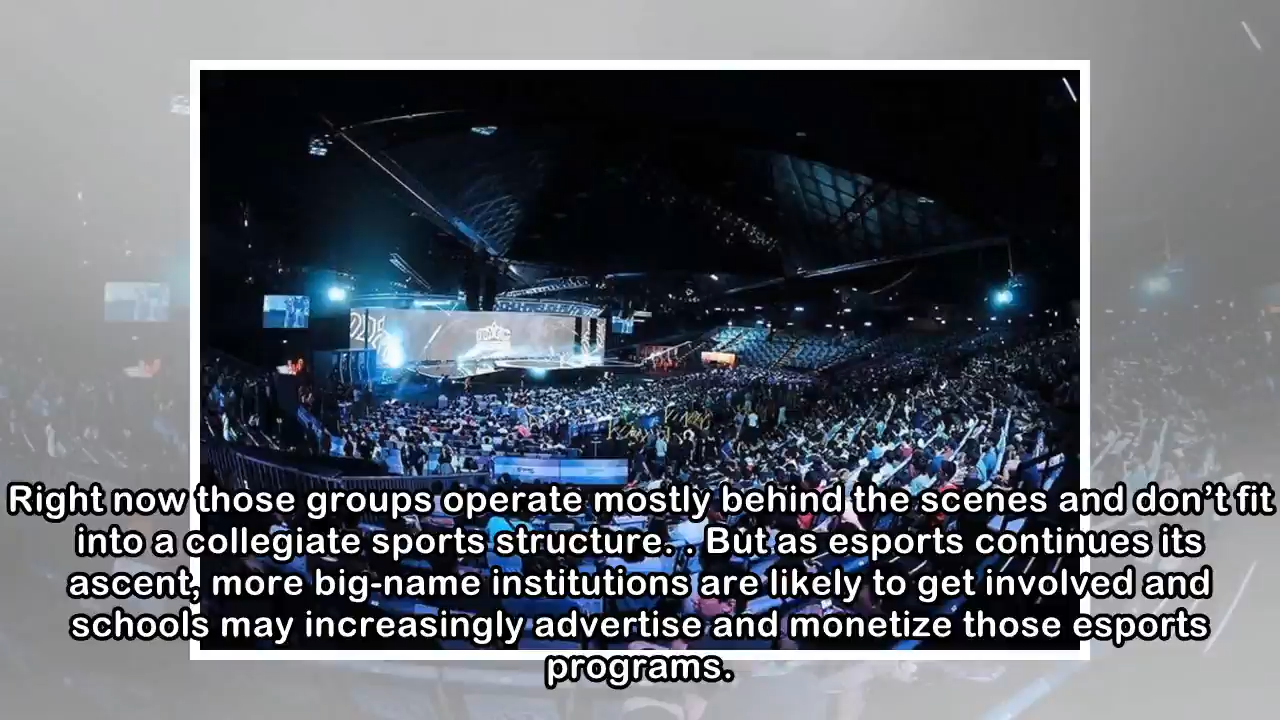 Right now those groups operate mostly behind the scenes and don’t fit
into a collegiate sports structure. . But as esports continues its
ascent, more big-name institutions are likely to get involved and
schools may increasingly advertise and monetize those esports
programs.